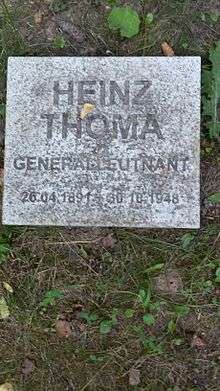 HEINZ
THOMA
GENERALLEUTNANT
26.04.1891 - 30.10.1948